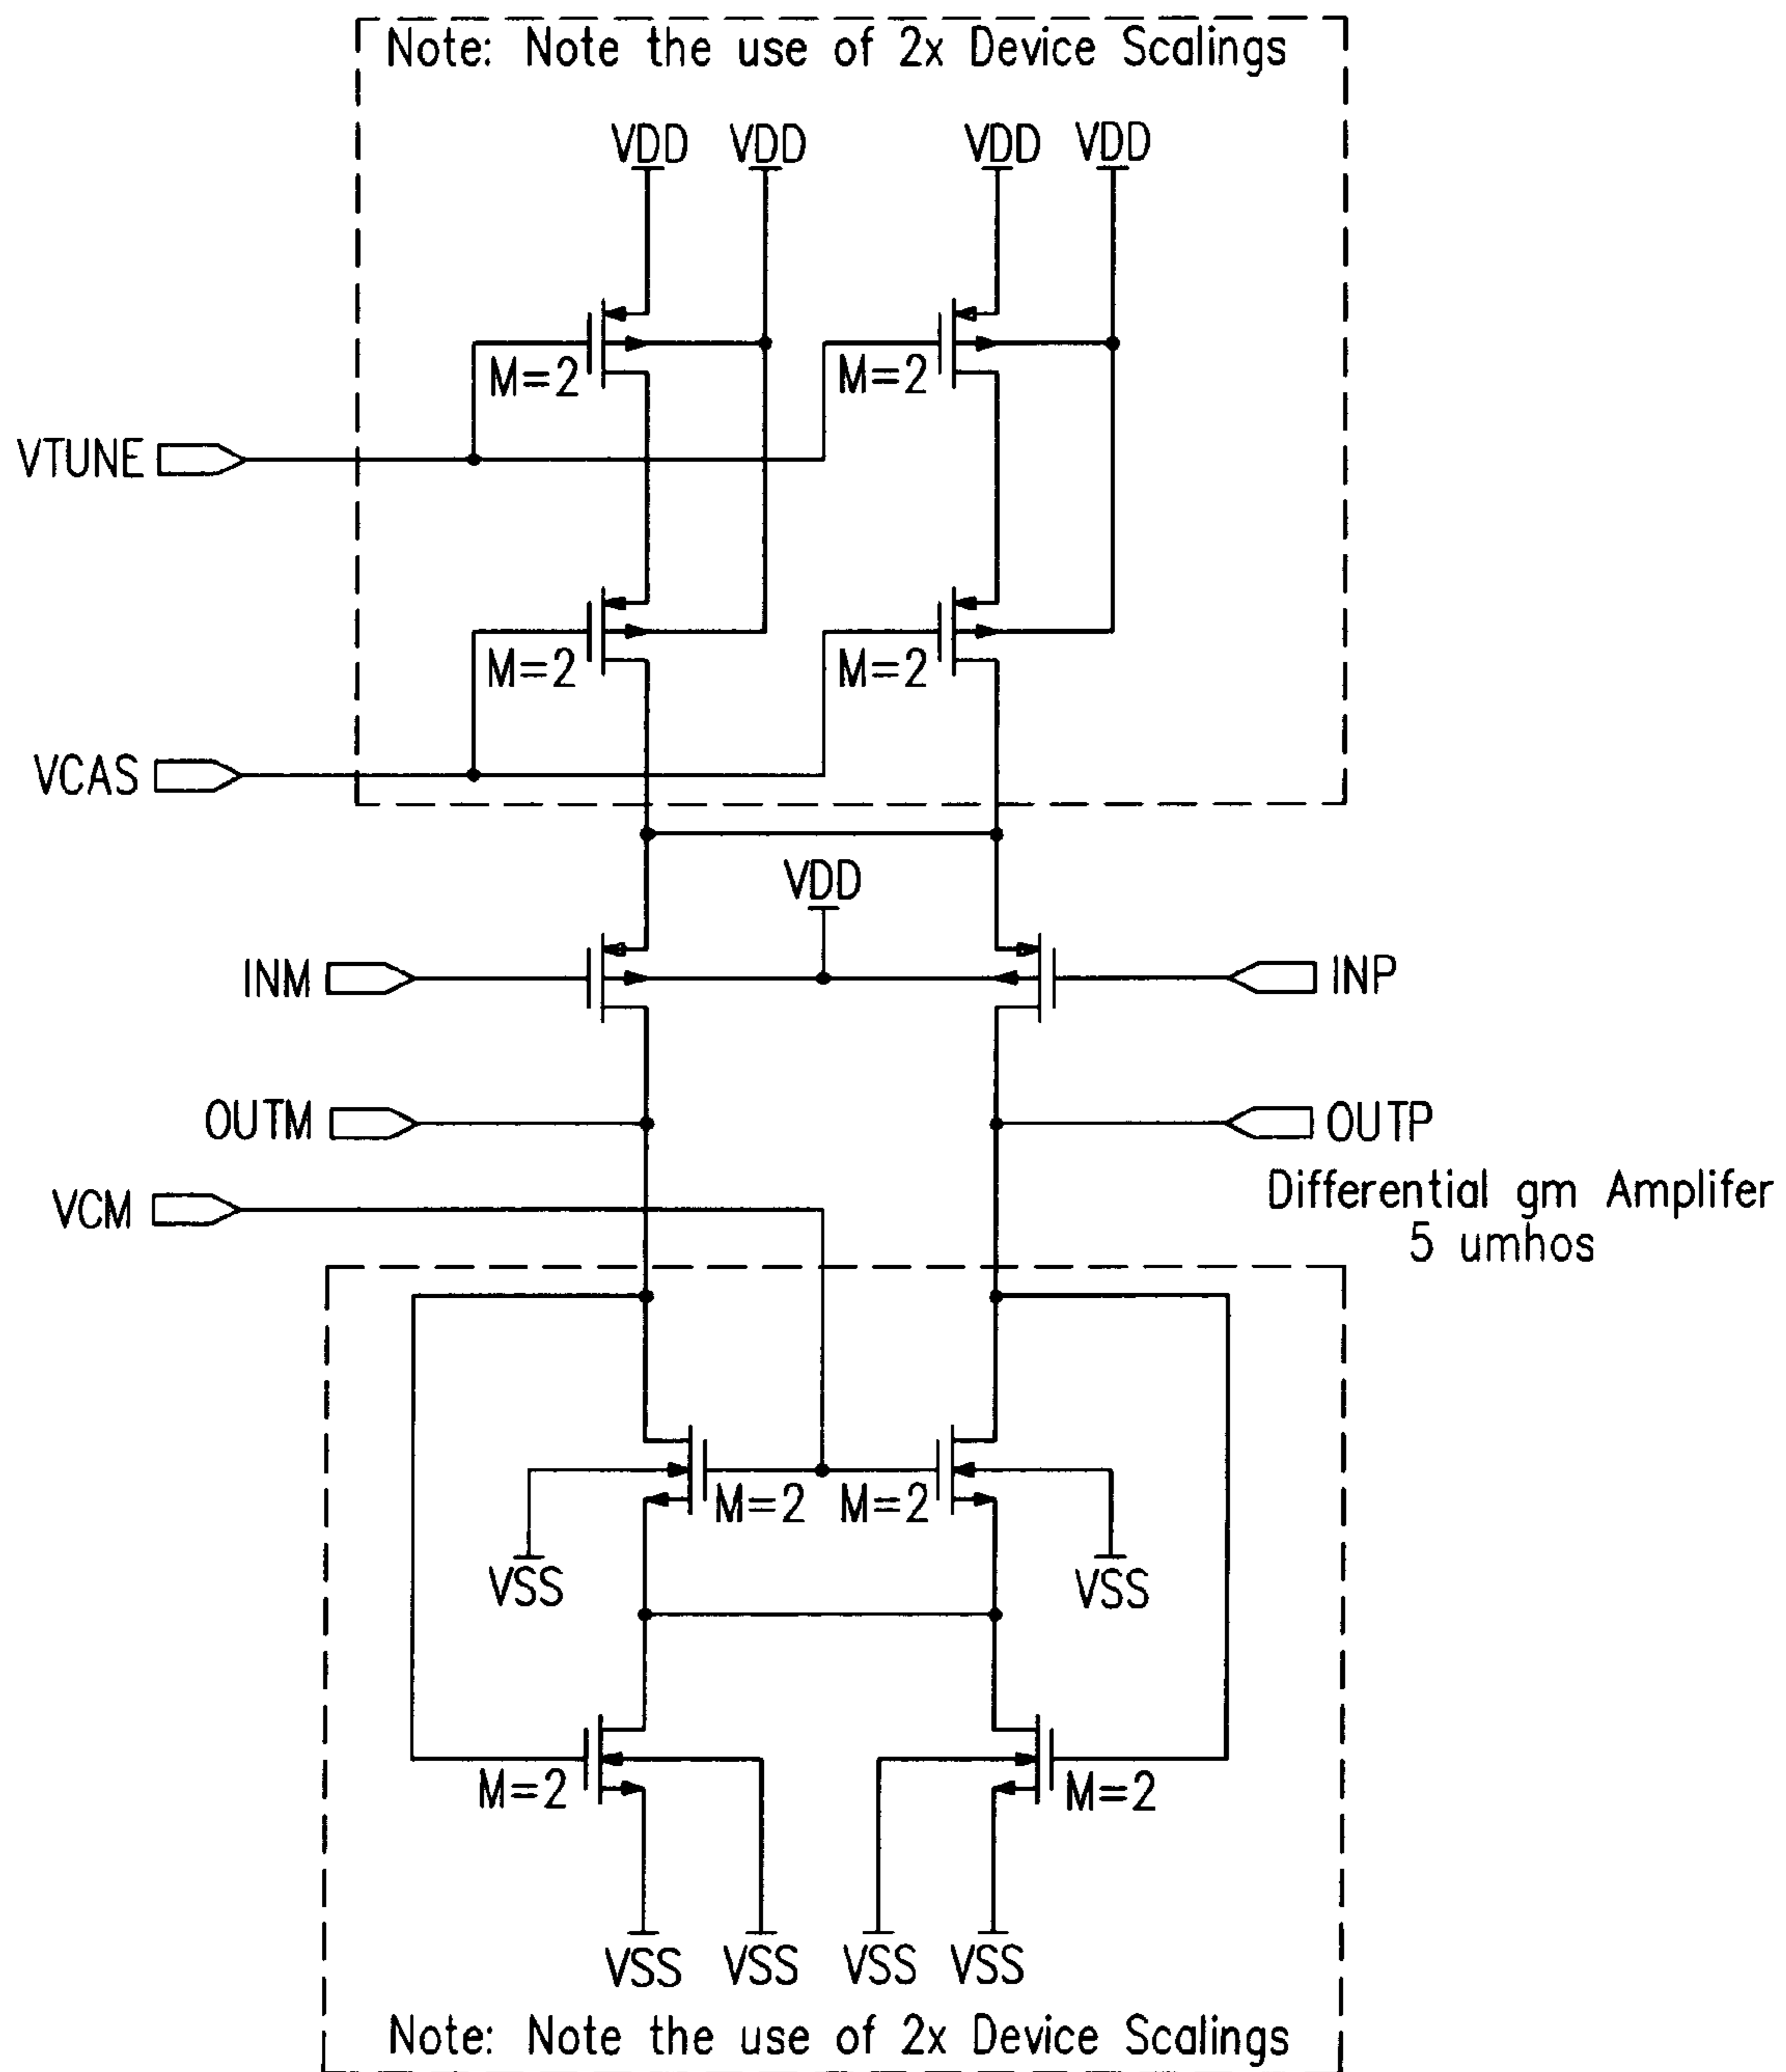 Note: Note the use of 2x Device Scalings
VDD VDD VDD VDD
M=2 M=2
VTUNE
M=2 M=2
VCAS
VDD
INM INP
OUTM OUTP
VCM
Differential gm Amplifer
5 umhos
M=2 M=2
VSS VSS
M=2 M=2
VSS VSS VSS VSS
Note: Note the use of 2x Device Scalings